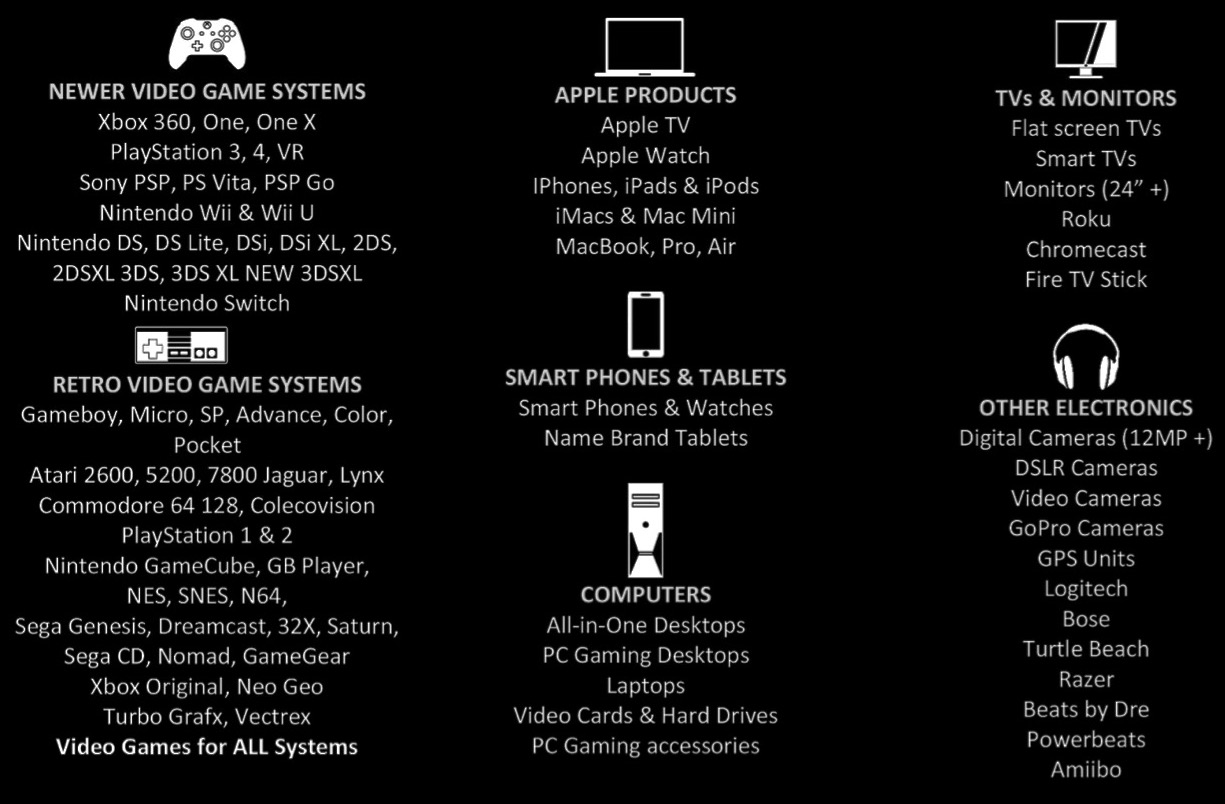 NEWER VIDEO GAME SYSTEMS
Xbox 360, One, One X
PlayStation 3, 4, VR
Sony PSP, PS Vita, PSP Go
Nintendo Wii & Wii U
Nintendo DS, DS Lite, DSi, DSi XL, 2DS,
2DSXL 3DS, 3DS XL NEW 3DSXL
Nintendo Switch
RETRO VIDEO GAME SYSTEMS
Gameboy, Micro, SP, Advance, Color,
Pocket
Atari 2600, 5200, 7800 Jaguar, Lynx
Commodore 64 128, Colecovision
PlayStation 1 & 2
Nintendo GameCube, GB Player,
NES, SNES, N64,
Sega Genesis, Dreamcast, 32X, Saturn,
Sega CD, Nomad, GameGear
Xbox Original, Neo Geo
Turbo Grafx, Vectrex
Video Games for ALL Systems
APPLE PRODUCTS
Apple TV
Apple Watch
IPhones, iPads & iPods
iMacs & Mac Mini
MacBook, Pro, Air
SMART PHONES & TABLETS
Smart Phones & Watches
Name Brand Tablets
COMPUTERS
All-in-One Desktops
PC Gaming Desktops
Laptops
Video Cards & Hard Drives
PC Gaming accessories
TVs & MONITORS
Flat screen TVs
Smart TVs
Monitors (24” +)
Roku
Chromecast
Fire TV Stick
OTHER ELECTRONICS
Digital Cameras (12MP +)
DSLR Cameras
Video Cameras
GoPro Cameras
GPS Units
Logitech
Bose
Turtle Beach
Razer
Beats by Dre
Powerbeats
Amiibo